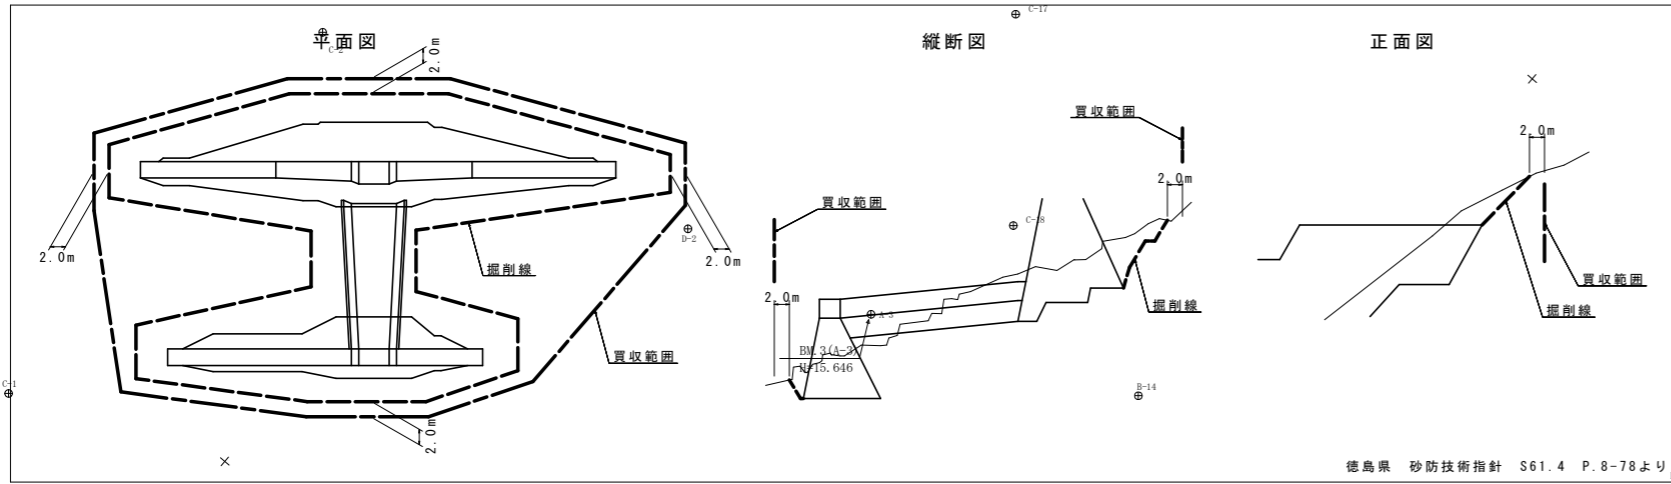 C-17
平面図
C-2
縦断図
正面図
2.0m
買収範囲
2.0m
2.0m
買収範囲
C-18
D-2
2.0m
2.0m
掘削線
買収範囲
2.0m
掘削線
掘削線
A-3
BM.3(A-3)
H=15.646
買収範囲
C-1
B-14
2.0m
徳島県 砂防技術指針 S61.4 P.8-78より